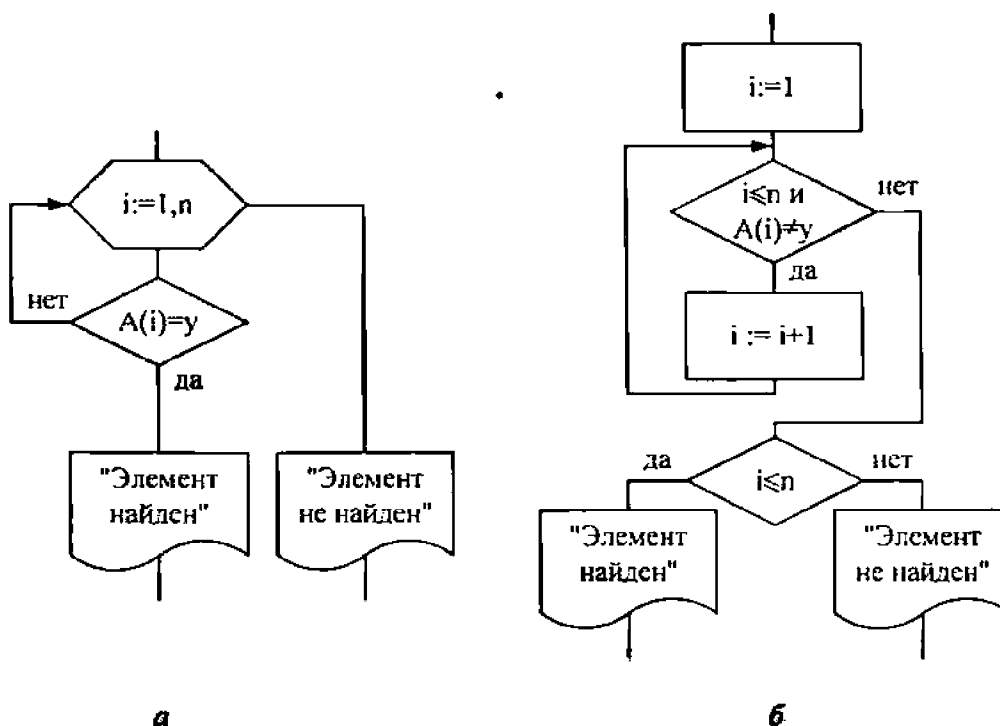 i:=1,n
нет
A(i)=y
да
"Элемент
найден"
"Элемент
не найден"
а
i:=1
i⩽n и
A(i)≠y
нет
да
i := i+1
да
i⩽n
нет
"Элемент
найден"
"Элемент
не найден"
б